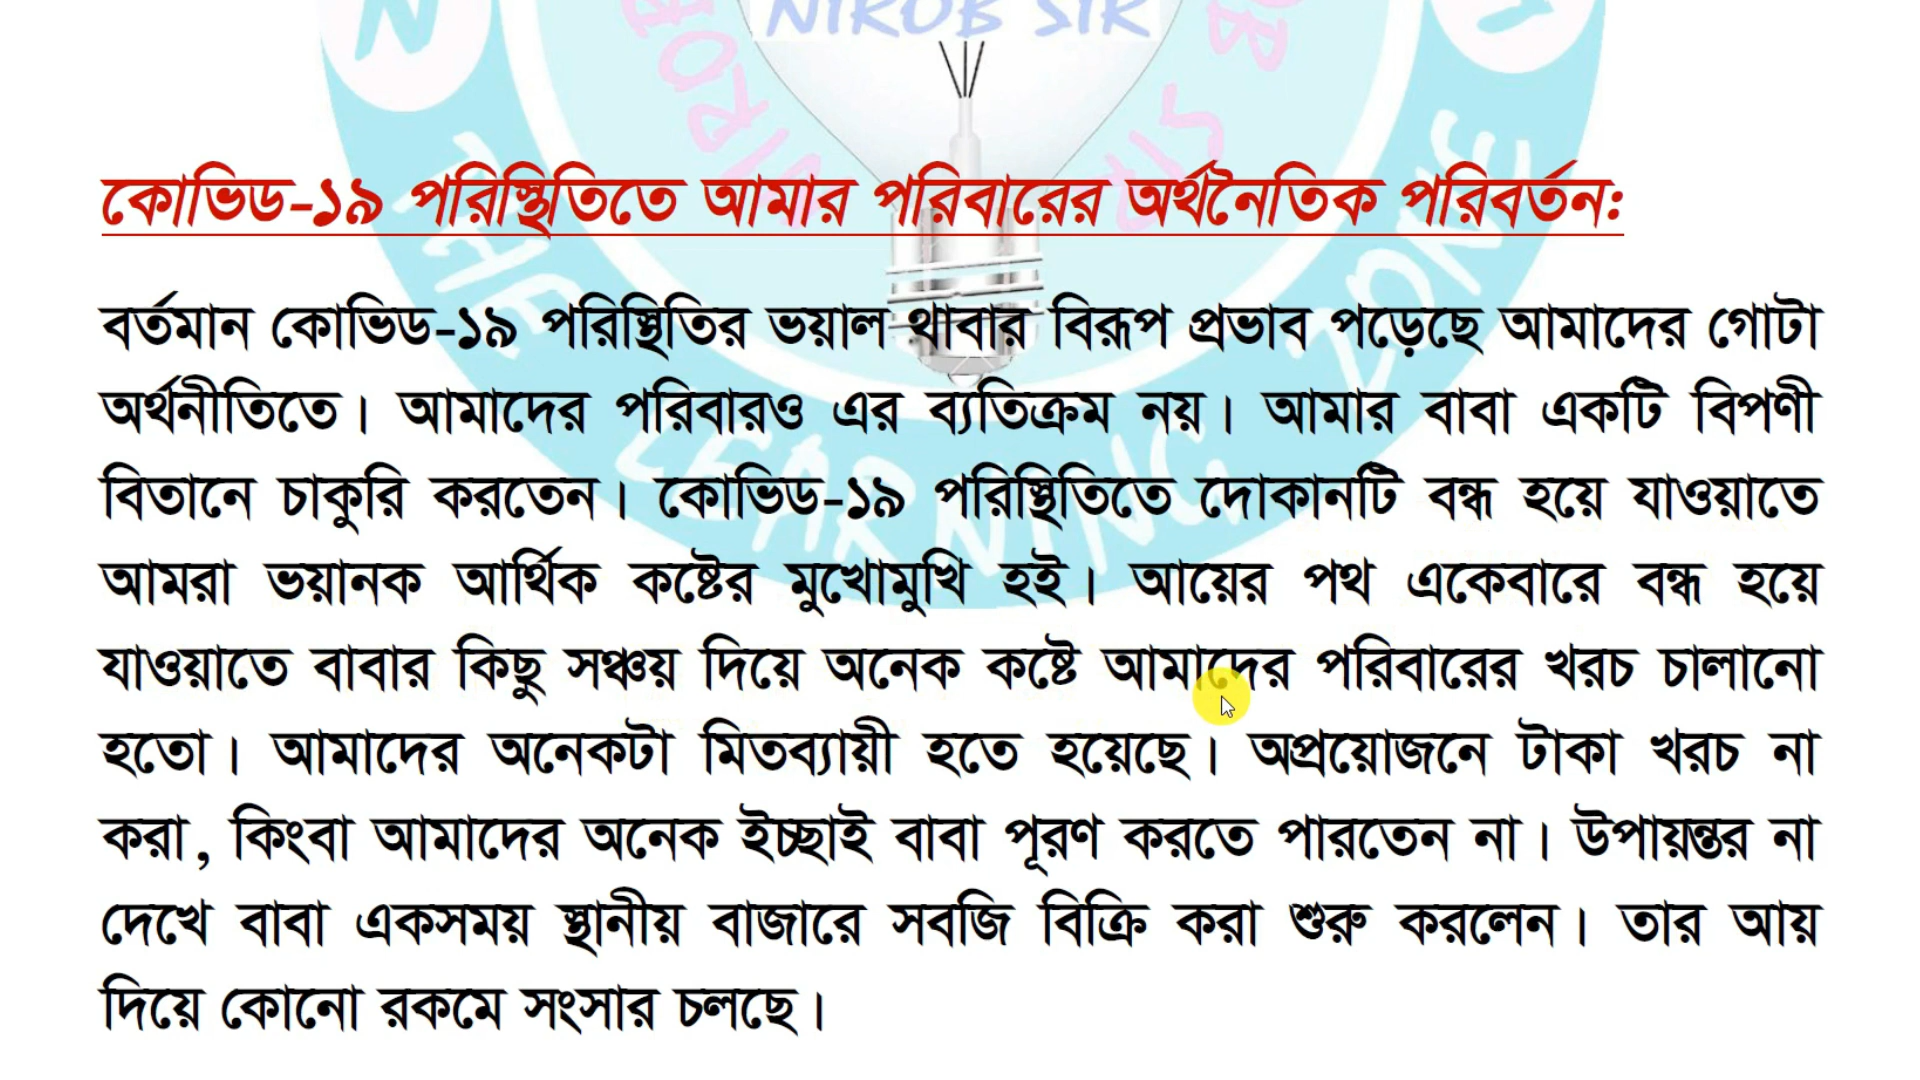 NIROB SIR
কোভিড-১৯ পরিস্থিতিতে আমার পরিবারের অর্থনৈতিক পরিবর্তন:
বর্তমান কোভিড-১৯ পরিস্থিতির ভয়াল থাবার বিরূপ প্রভাব পড়েছে আমাদের গোটা
অর্থনীতিতে। আমাদের পরিবারও এর ব্যতিক্রম নয়। আমার বাবা একটি বিপণী
বিতানে চাকুরি করতেন। কোভিড-১৯ পরিস্থিতিতে দোকানটি বন্ধ হয়ে যাওয়াতে
আমরা ভয়ানক আর্থিক কষ্টের মুখোমুখি হই। আয়ের পথ একেবারে বন্ধ হয়ে
যাওয়াতে বাবার কিছু সঞ্চয় দিয়ে অনেক কষ্টে আমাদের পরিবারের খরচ চালানো
হতো। আমাদের অনেকটা মিতব্যায়ী হতে হয়েছে। অপ্রয়োজনে টাকা খরচ না
করা, কিংবা আমাদের অনেক ইচ্ছাই বাবা পূরণ করতে পারতেন না। উপায়ন্তর না
দেখে বাবা একসময় স্থানীয় বাজারে সবজি বিক্রি করা শুরু করলেন। তার আয়
দিয়ে কোনো রকমে সংসার চলছে।
LEARNING ZONE